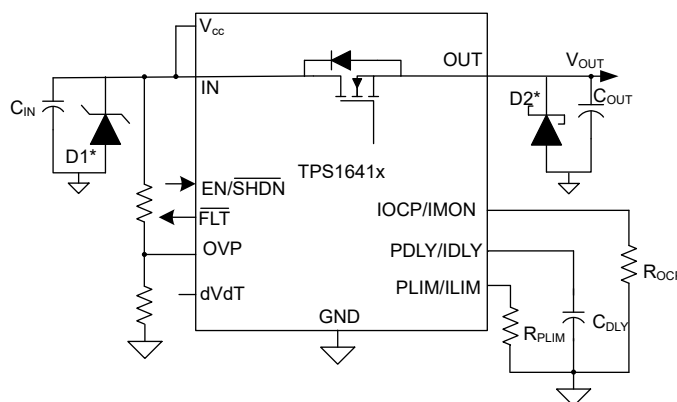 Vcc
OUT
VOUT
IN
CIN
D1*
D2*
COUT
TPS1641x
EN/SHDN
FLT
IOCP/IMON
OVP
PDLY/IDLY
ROCP
dVdT
PLIM/ILIM
GND
RPLIM
CDLY